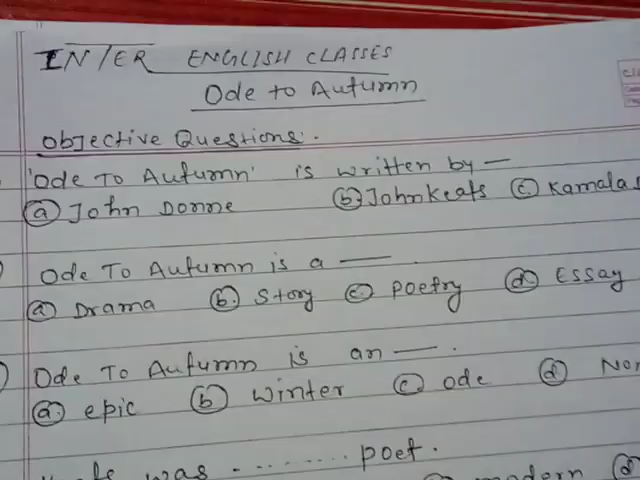 INTER ENGLISH CLASSES
Ode to Autumn
Objective Questions:.
'Ode To Autumn' is written by —
(a) John Donne (b) John Keats (c) Kamala
Ode To Autumn is a —— .
(a) Drama (b) Story (c) Poetry (d) Essay
Ode To Autumn is an —— .
(a) epic (b) winter (c) ode (d)
was ......... poet.
modern (d)